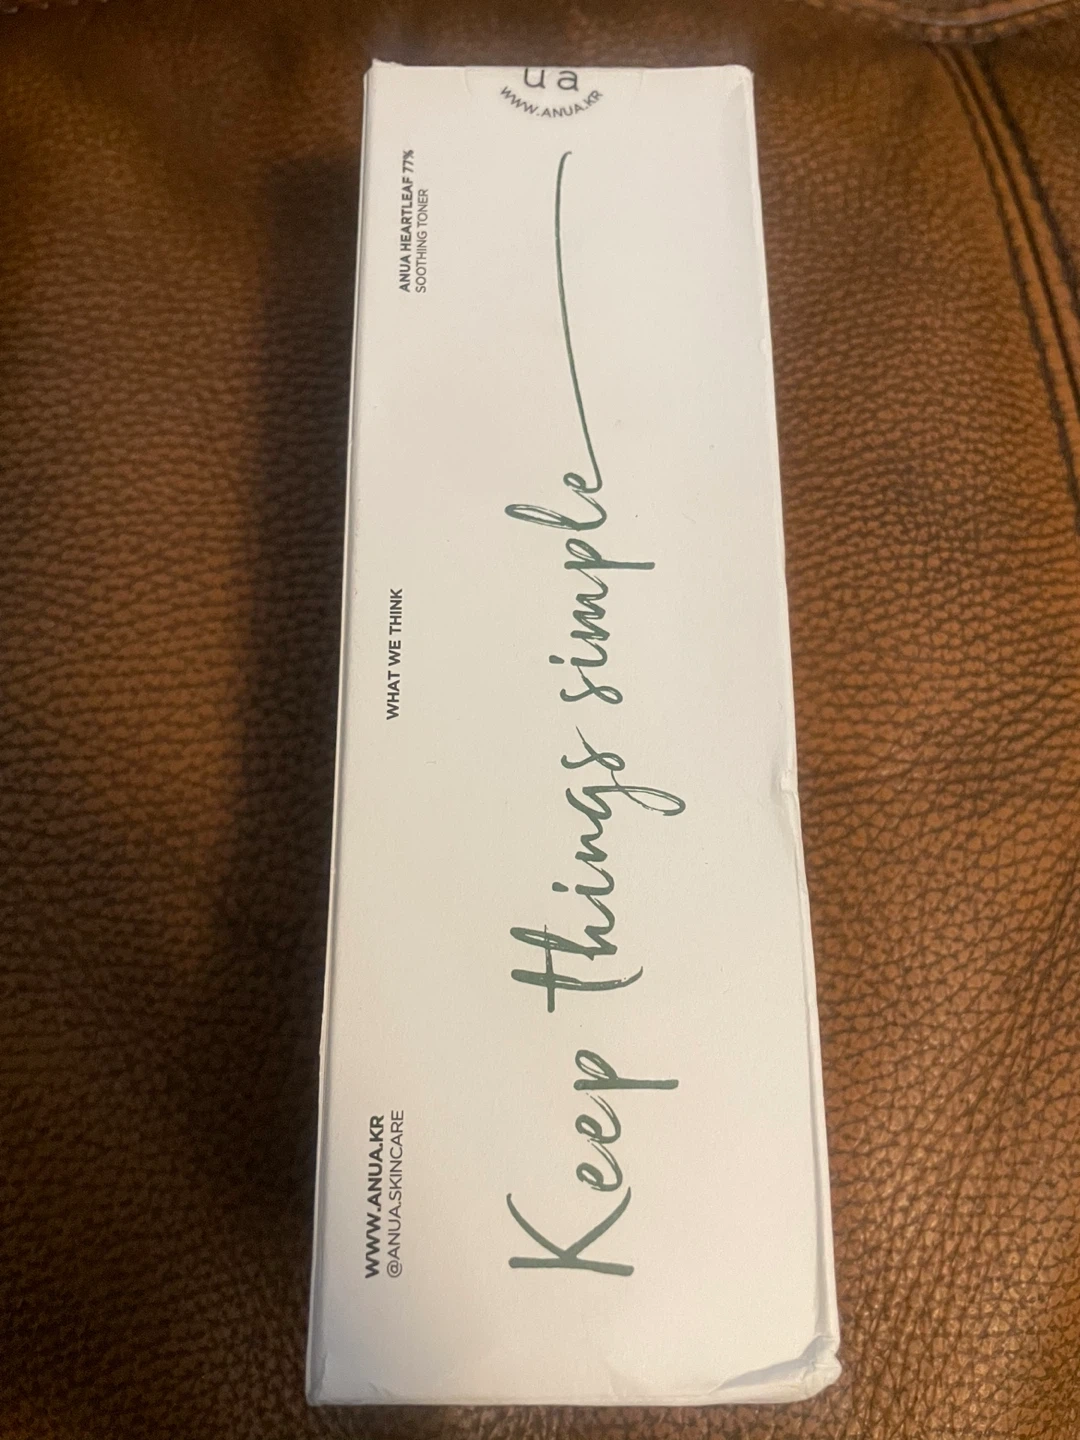 WWW.ANUA.KR
@ANUA.SKINCARE
WHAT WE THINK
ANUA HEARTLEAF 77%
SOOTHING TONER
Keep things simple
ua
WWW.ANUA.KR